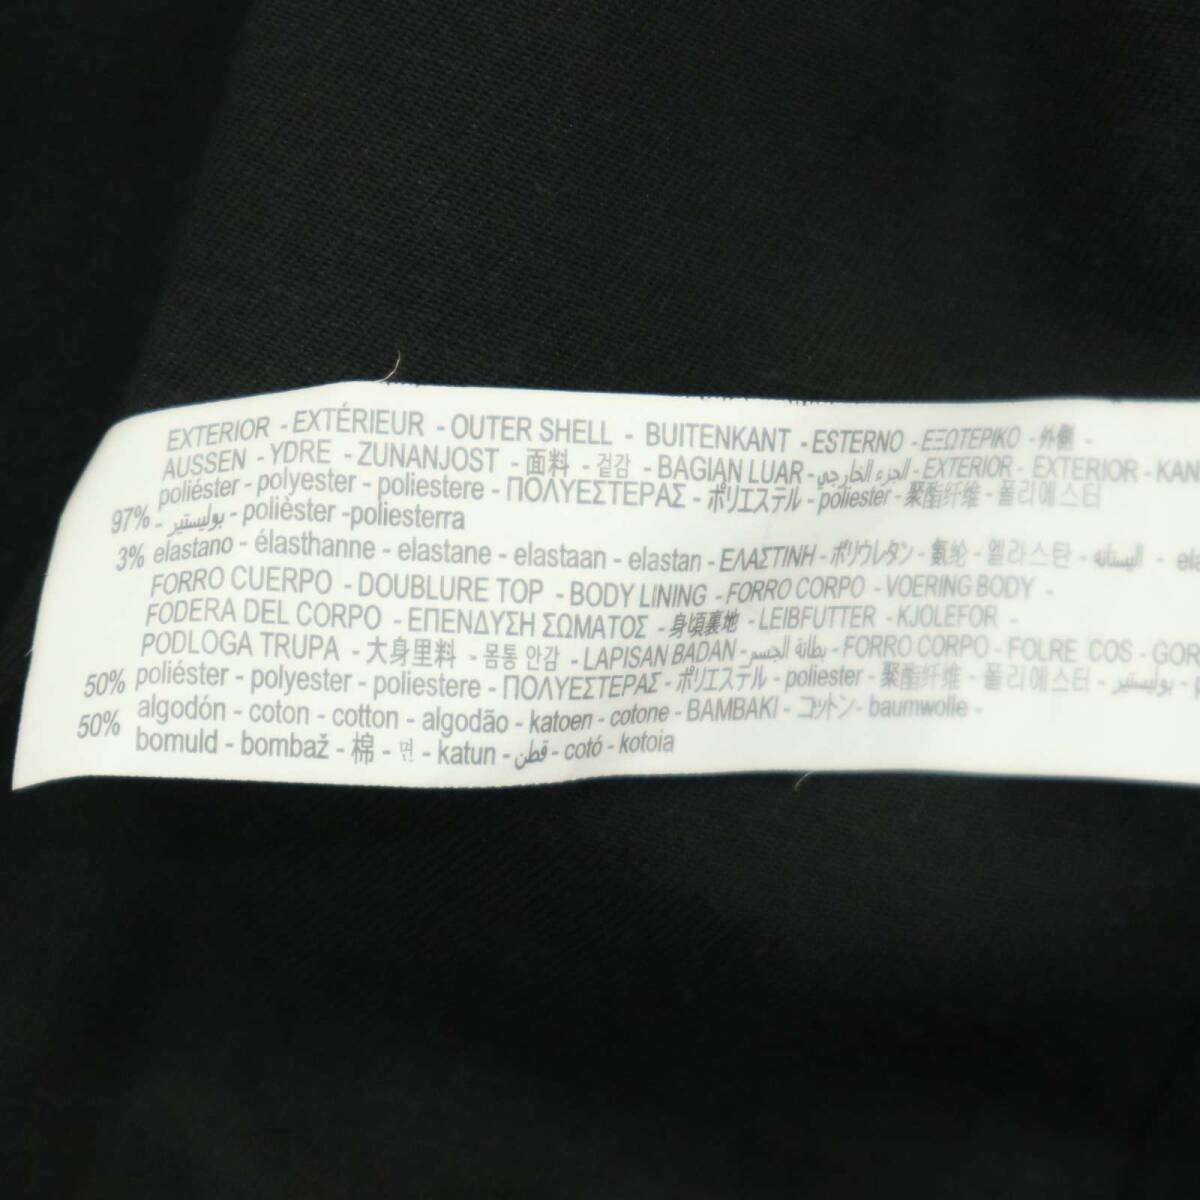 EXTERIOR - EXTÉRIEUR - OUTER SHELL - BUITENKANT - ESTERNO - ΕΞΩΤΕΡΙΚΟ - 外側 -
AUSSEN - YDRE - ZUNANJOST - 面料 - 겉감 - BAGIAN LUAR - الجزء الخارجي - EXTERIOR - EXTERIOR - KAN
97% poliéster - polyester - poliestere - ΠΟΛΥΕΣΤΕΡΑΣ - ポリエステル - poliester - 聚酯纤维 - 폴리에스터
- بوليستير - polièster -poliesterra
3% elastano - élasthanne - elastane - elastaan - elastan - ΕΛΑΣΤΙΝΗ - ポリウレタン - 氨纶 - 엘라스탄 - - ela
FORRO CUERPO - DOUBLURE TOP - BODY LINING - FORRO CORPO - VOERING BODY -
FODERA DEL CORPO - ΕΠΕΝΔΥΣΗ ΣΩΜΑΤΟΣ - 身頃裏地 - LEIBFUTTER - KJOLEFOR -
PODLOGA TRUPA - 大身里料 - 몸통 안감 - LAPISAN BADAN - بطانة الجسم - FORRO CORPO - FOLRE COS - GOR
50% poliéster - polyester - poliestere - ΠΟΛΥΕΣΤΕΡΑΣ - ポリエステル - poliester - 聚酯纤维 - 폴리에스터 - بوليستير -
50% algodón - coton - cotton - algodão - katoen - cotone - ΒΑΜΒΑΚΙ - コットン - baumwolle -
bomuld - bombaž - 棉 - 면 - katun - قطن - cotó - kotoia